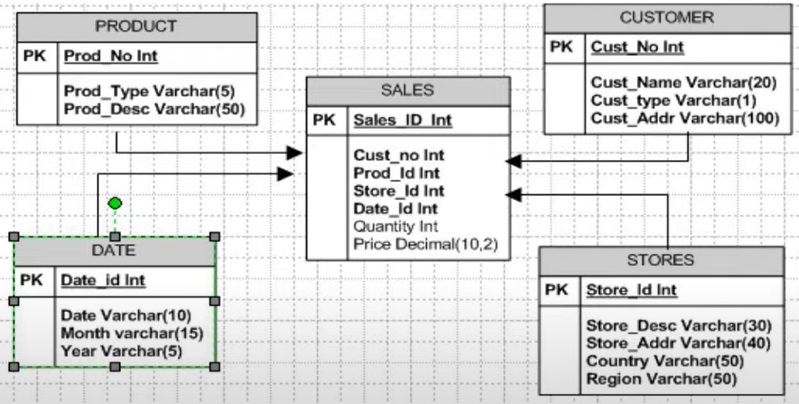 PRODUCT
PK Prod_No Int
Prod_Type Varchar(5)
Prod_Desc Varchar(50)
CUSTOMER
PK Cust_No Int
Cust_Name Varchar(20)
Cust_type Varchar(1)
Cust_Addr Varchar(100)
SALES
PK Sales_ID Int
Cust_no Int
Prod_Id Int
Store_Id Int
Date_Id Int
Quantity Int
Price Decimal(10,2)
DATE
PK Date_id Int
Date Varchar(10)
Month varchar(15)
Year Varchar(5)
STORES
PK Store_Id Int
Store_Desc Varchar(30)
Store_Addr Varchar(40)
Country Varchar(50)
Region Varchar(50)